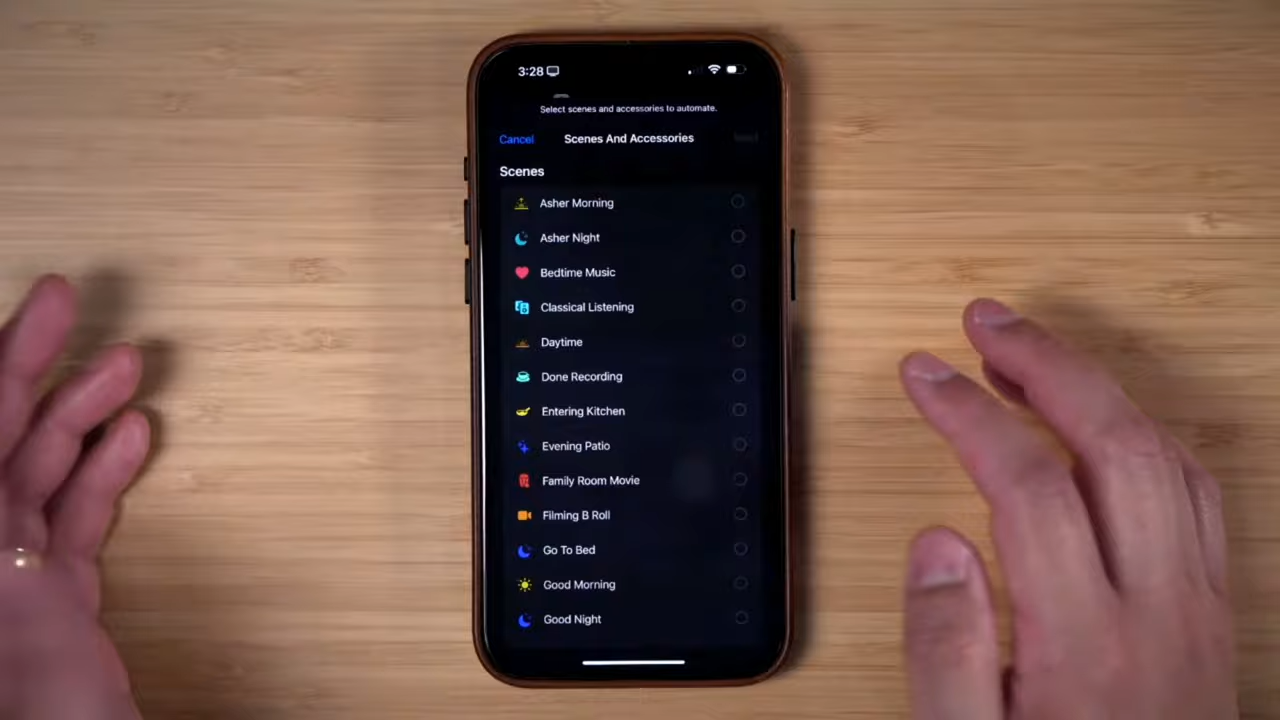 3:28
Select scenes and accessories to automate.
Cancel
Scenes And Accessories
Scenes
Asher Morning
Asher Night
Bedtime Music
Classical Listening
Daytime
Done Recording
Entering Kitchen
Evening Patio
Family Room Movie
Filming B Roll
Go To Bed
Good Morning
Good Night